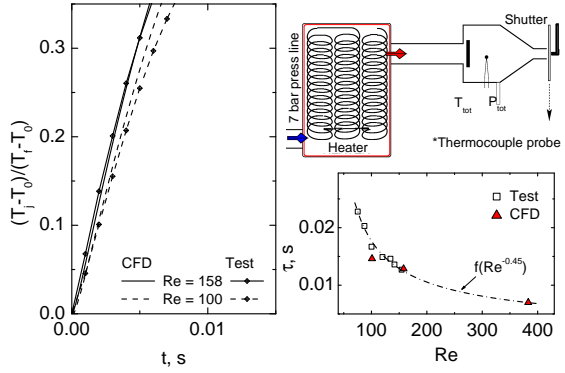 0.3
0.2
0.1
0.0
0.00
0.01
(T_j-T_0)/(T_f-T_0)
t, s
CFD Test
Re = 158
Re = 100
7 bar press line
Heater
Shutter
T_tot
P_tot
*Thermocouple probe
0.02
0.01
τ, s
Test
CFD
f(Re^-0.45)
100 200 300 400
Re